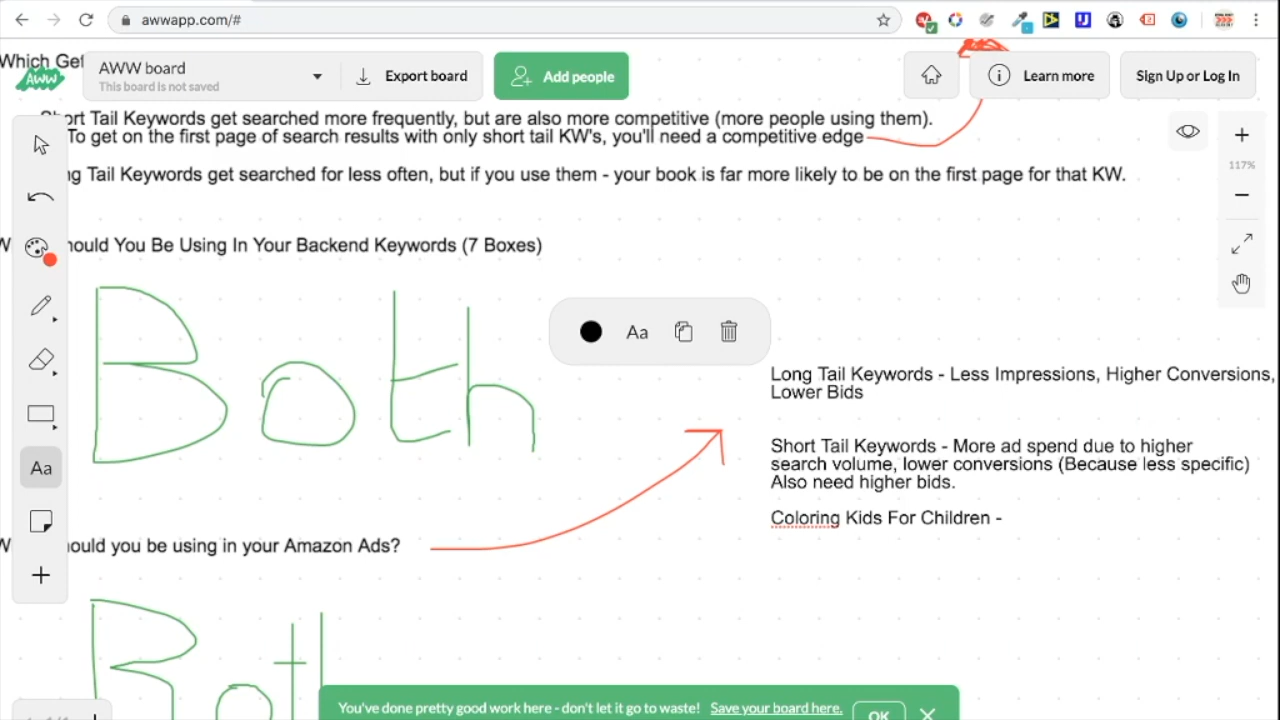 awwapp.com/#
Which Get
AWW
AWW board
This board is not saved
Export board
Add people
Learn more
Sign Up or Log In
Short Tail Keywords get searched more frequently, but are also more competitive (more people using them).
To get on the first page of search results with only short tail KW's, you'll need a competitive edge
ng Tail Keywords get searched for less often, but if you use them - your book is far more likely to be on the first page for that KW.
117%
hould You Be Using In Your Backend Keywords (7 Boxes)
Both
Aa
Long Tail Keywords - Less Impressions, Higher Conversions,
Lower Bids
Short Tail Keywords - More ad spend due to higher
search volume, lower conversions (Because less specific)
Also need higher bids.
Coloring Kids For Children -
Aa
hould you be using in your Amazon Ads?
Both
You've done pretty good work here - don't let it go to waste! Save your board here.
OK